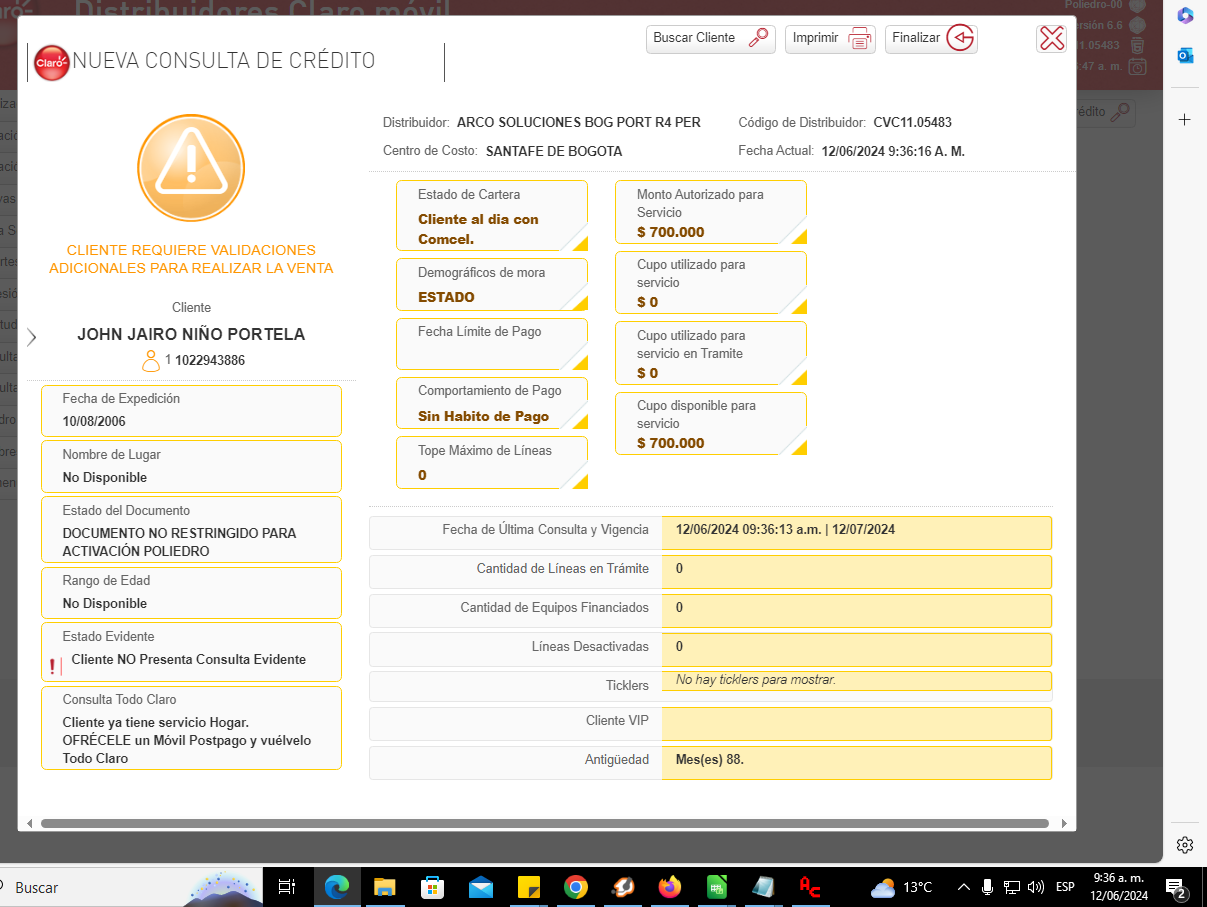 Distribuidores Claro móvil
Poliedro-00
ersión 6.6
1.05483
:47 a. m.
édito
Buscar Cliente
Imprimir
Finalizar
Claro
NUEVA CONSULTA DE CRÉDITO
Distribuidor: ARCO SOLUCIONES BOG PORT R4 PER
Código de Distribuidor: CVC11.05483
Centro de Costo: SANTAFE DE BOGOTA
Fecha Actual: 12/06/2024 9:36:16 A. M.
CLIENTE REQUIERE VALIDACIONES
ADICIONALES PARA REALIZAR LA VENTA
Cliente
JOHN JAIRO NIÑO PORTELA
1 1022943886
Fecha de Expedición
10/08/2006
Nombre de Lugar
No Disponible
Estado del Documento
DOCUMENTO NO RESTRINGIDO PARA
ACTIVACIÓN POLIEDRO
Rango de Edad
No Disponible
Estado Evidente
Cliente NO Presenta Consulta Evidente
Consulta Todo Claro
Cliente ya tiene servicio Hogar.
OFRÉCELE un Móvil Postpago y vuélvelo
Todo Claro
Estado de Cartera
Cliente al dia con
Comcel.
Demográficos de mora
ESTADO
Fecha Límite de Pago
Comportamiento de Pago
Sin Habito de Pago
Tope Máximo de Líneas
0
Monto Autorizado para
Servicio
$ 700.000
Cupo utilizado para
servicio
$ 0
Cupo utilizado para
servicio en Tramite
$ 0
Cupo disponible para
servicio
$ 700.000
Fecha de Última Consulta y Vigencia 12/06/2024 09:36:13 a.m. | 12/07/2024
Cantidad de Líneas en Trámite 0
Cantidad de Equipos Financiados 0
Líneas Desactivadas 0
Ticklers No hay ticklers para mostrar.
Cliente VIP
Antigüedad Mes(es) 88.
Buscar
13°C
ESP
9:36 a. m.
12/06/2024
2